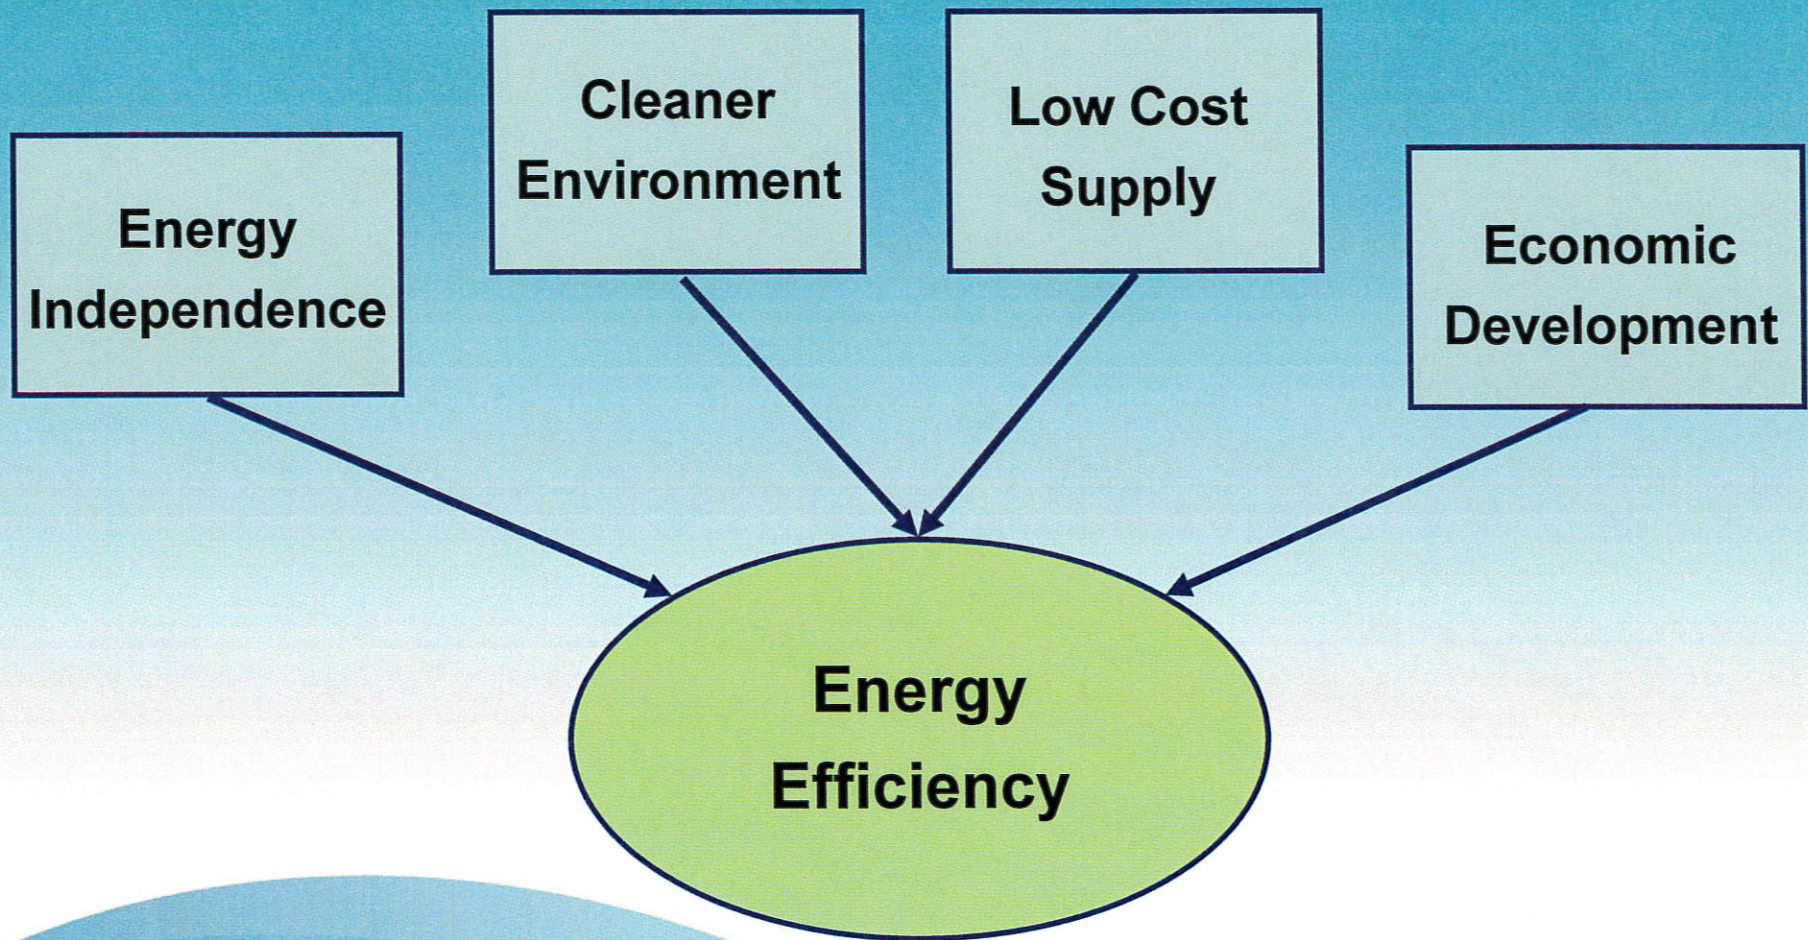 Energy
Independence
Cleaner
Environment
Low Cost
Supply
Economic
Development
Energy
Efficiency